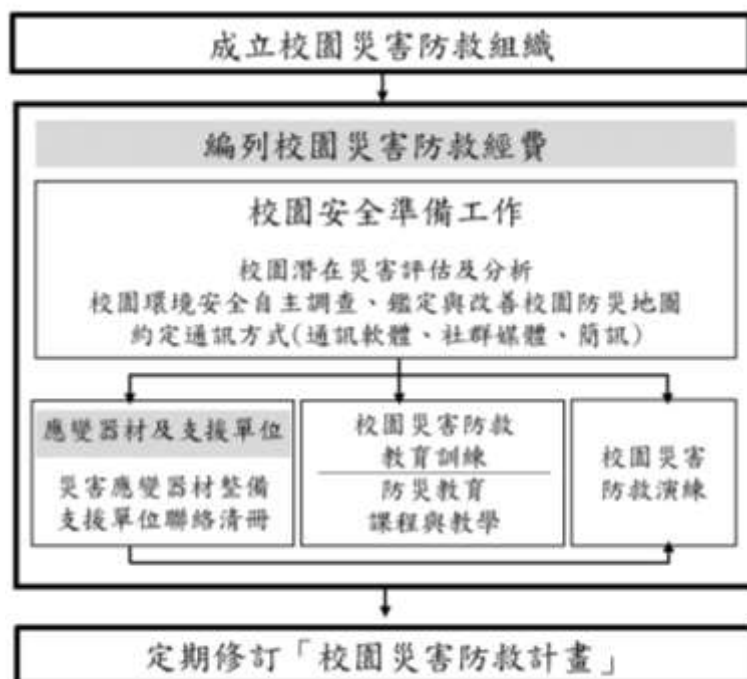 成立校園災害防救組織
編列校園災害防救經費
校園安全準備工作
校園潛在災害評估及分析
校園環境安全自主調查、鑑定與改善校園防災地圖
約定通訊方式(通訊軟體、社群媒體、簡訊)
應變器材及支援單位
災害應變器材整備
支援單位聯絡清冊
校園災害防救
教育訓練
防災教育
課程與教學
校園災害
防救演練
定期修訂「校園災害防救計畫」